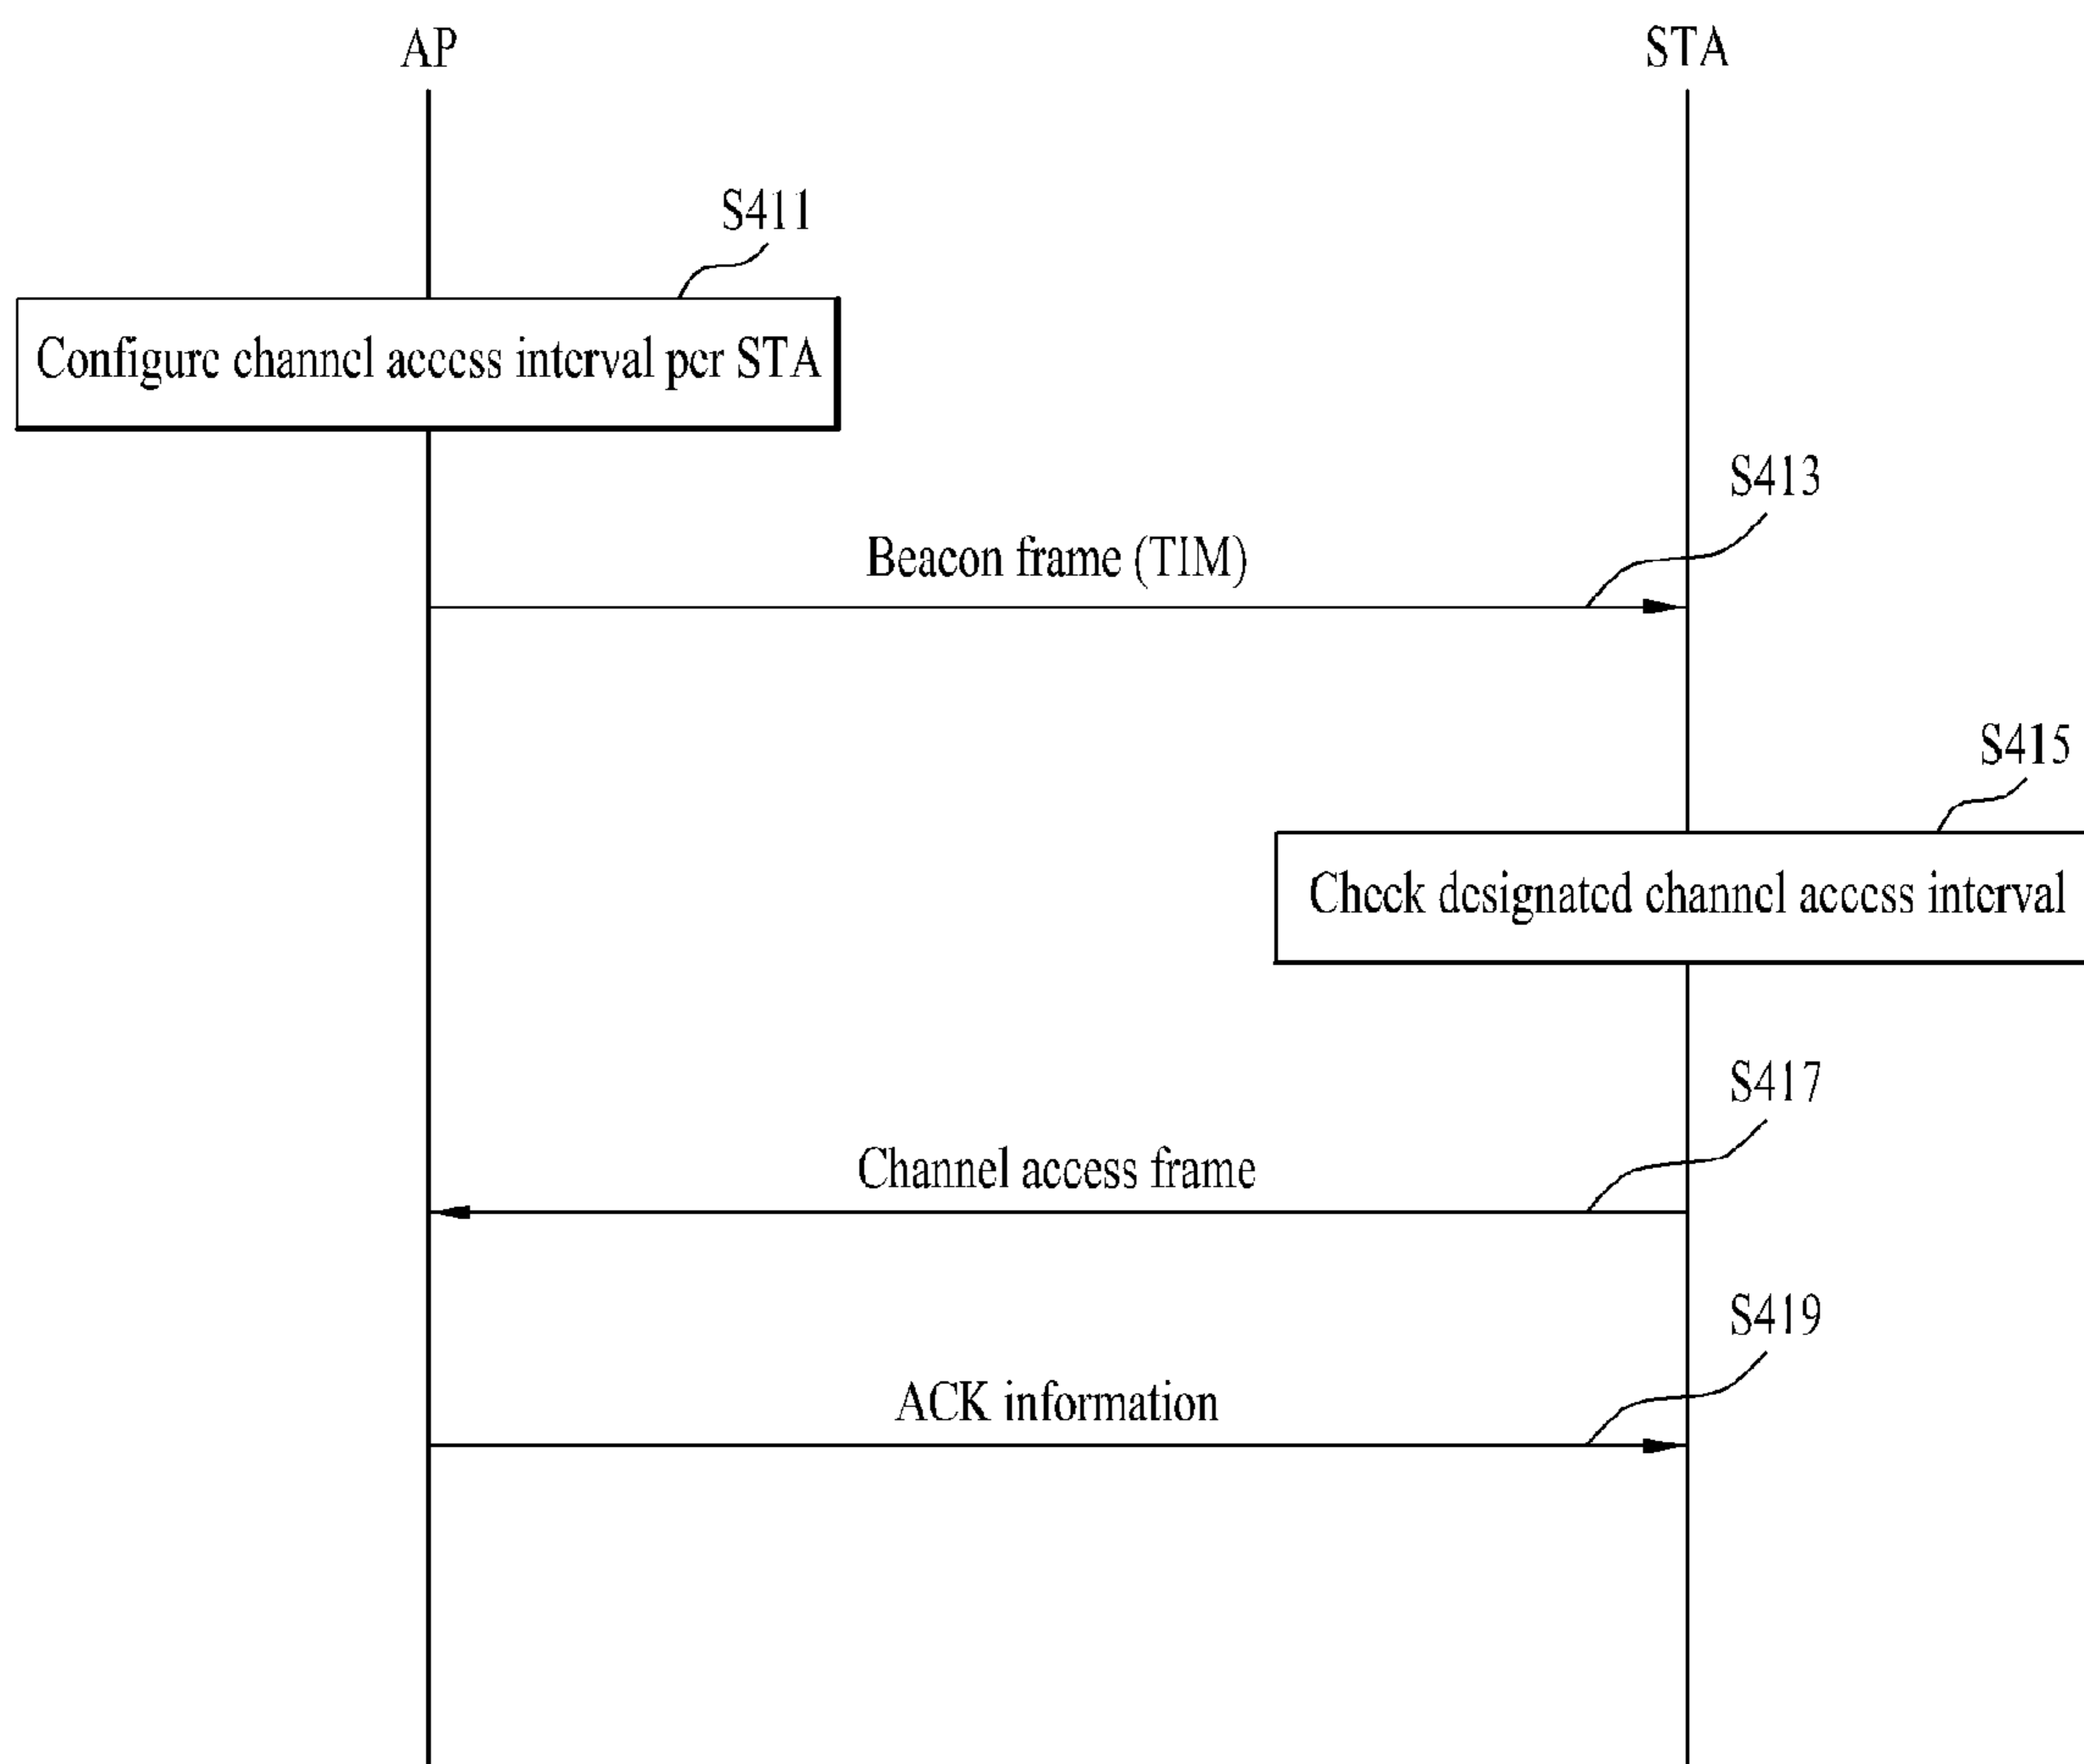 AP
STA
S411
Configure channel access interval per STA
S413
Beacon frame (TIM)
S415
Check designated channel access interval
S417
Channel access frame
S419
ACK information